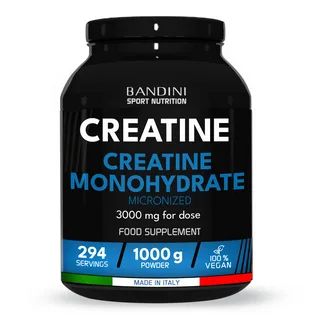 BANDINI
SPORT NUTRITION
CREATINE
CREATINE
MONOHYDRATE
MICRONIZED
3000 mg for dose
FOOD SUPPLEMENT
294
SERVINGS
1000 g
POWDER
100%
VEGAN
MADE IN ITALY